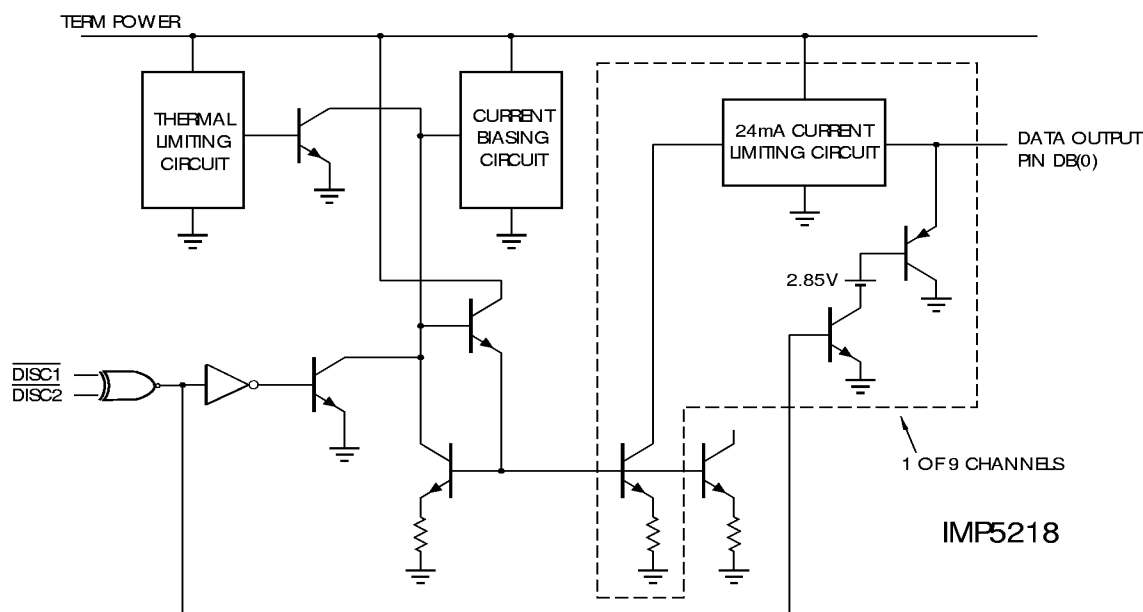 TERM POWER
THERMAL
LIMITING
CIRCUIT
CURRENT
BIASING
CIRCUIT
24mA CURRENT
LIMITING CIRCUIT
DATA OUTPUT
PIN DB(0)
2.85V
DISC1
DISC2
1 OF 9 CHANNELS
IMP5218